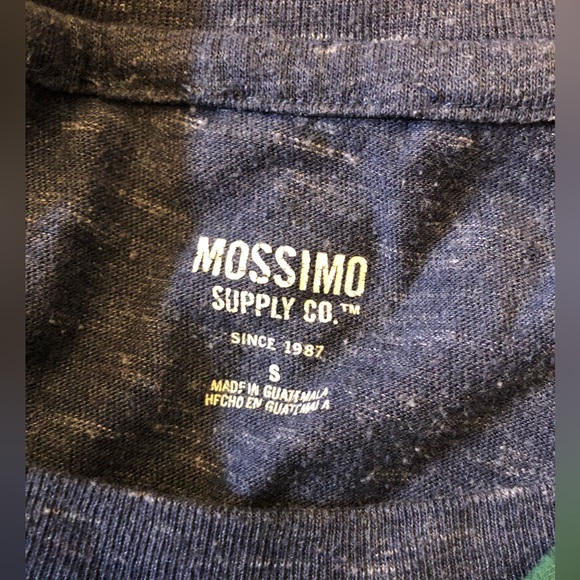 MOSSIMO
SUPPLY CO.™
SINCE 1987
S
MADE IN GUATEMALA
HECHO EN GUATEMALA